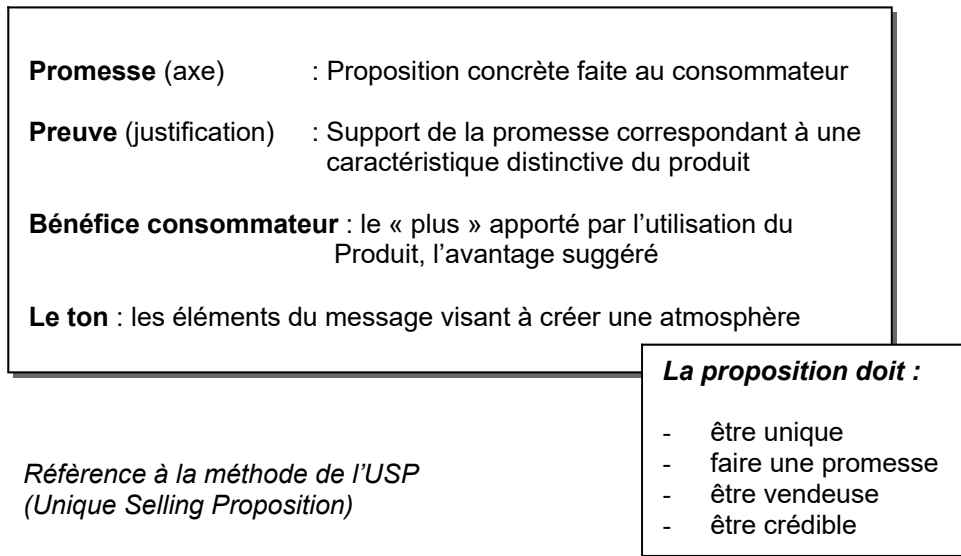 Promesse (axe) : Proposition concrète faite au consommateur
Preuve (justification) : Support de la promesse correspondant à une
caractéristique distinctive du produit
Bénéfice consommateur : le « plus » apporté par l’utilisation du
Produit, l’avantage suggéré
Le ton : les éléments du message visant à créer une atmosphère
La proposition doit :
- être unique
- faire une promesse
- être vendeuse
- être crédible
Réfèrence à la méthode de l’USP
(Unique Selling Proposition)